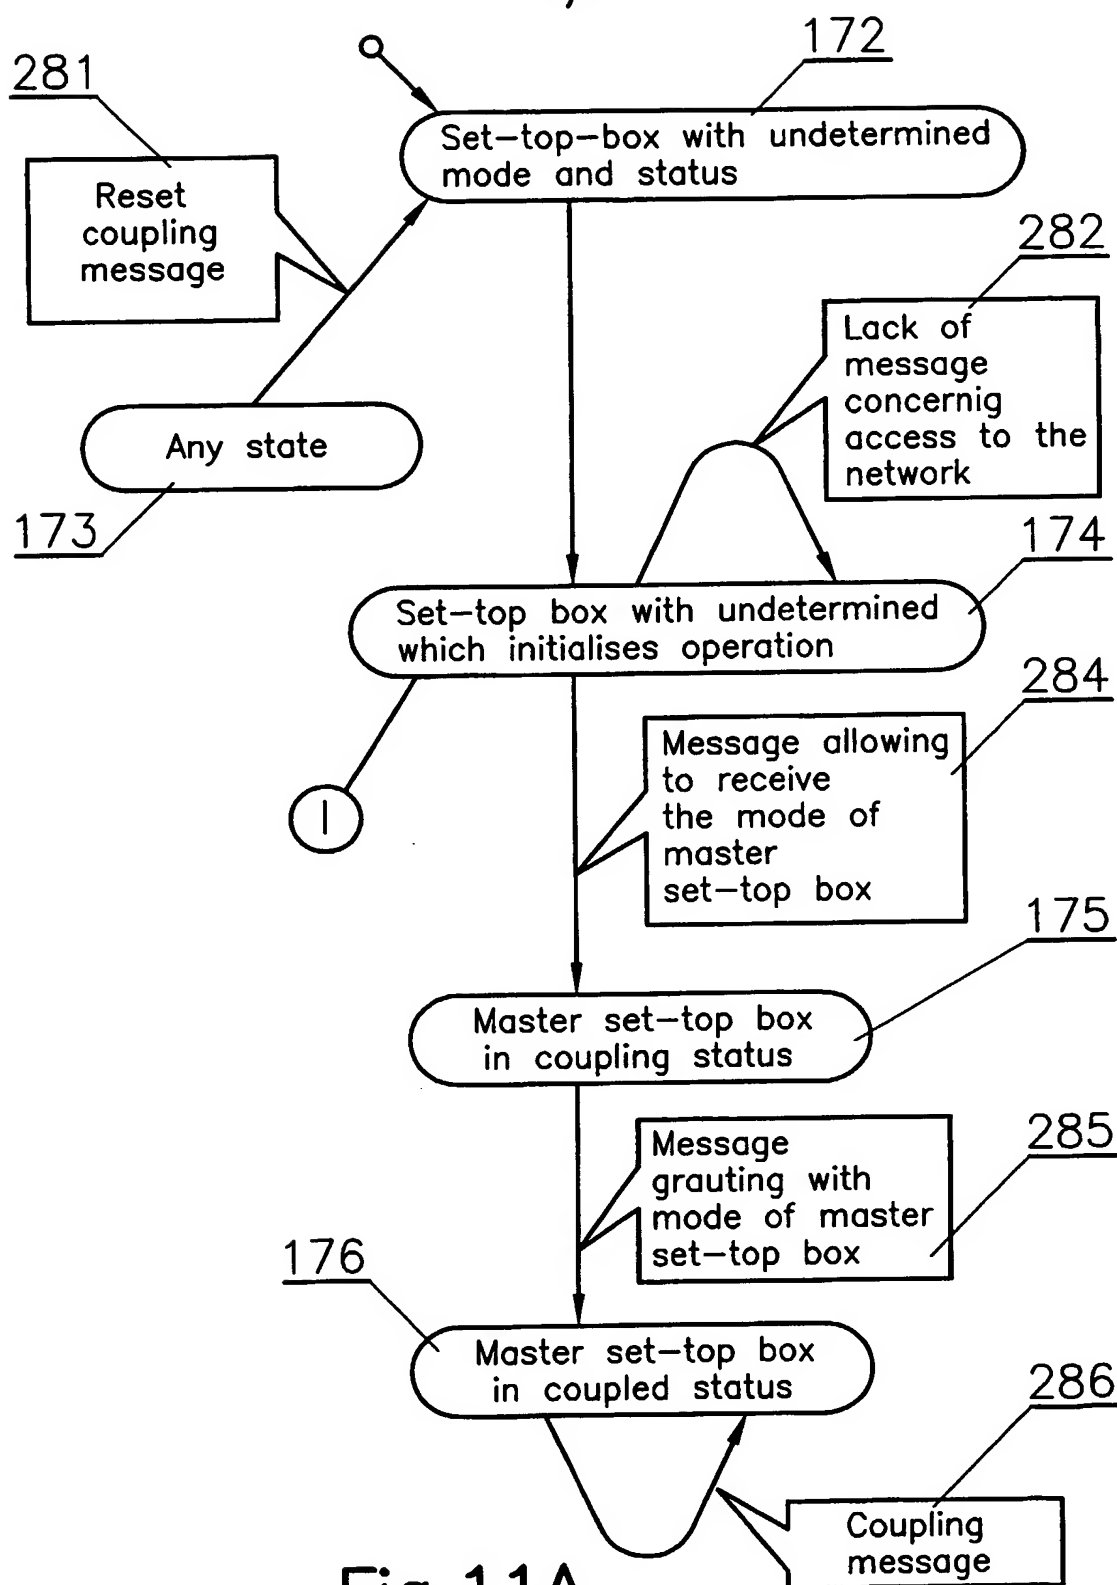 172
281
Set-top-box with undetermined
mode and status
Reset
coupling
message
282
Lack of
message
concernig
access to the
network
Any state
173
174
Set-top box with undetermined
which initialises operation
284
Message allowing
to receive
the mode of
master
set-top box
I
175
Master set-top box
in coupling status
285
Message
grauting with
mode of master
set-top box
176
Master set-top box
in coupled status
286
Coupling
message
Fig.11A